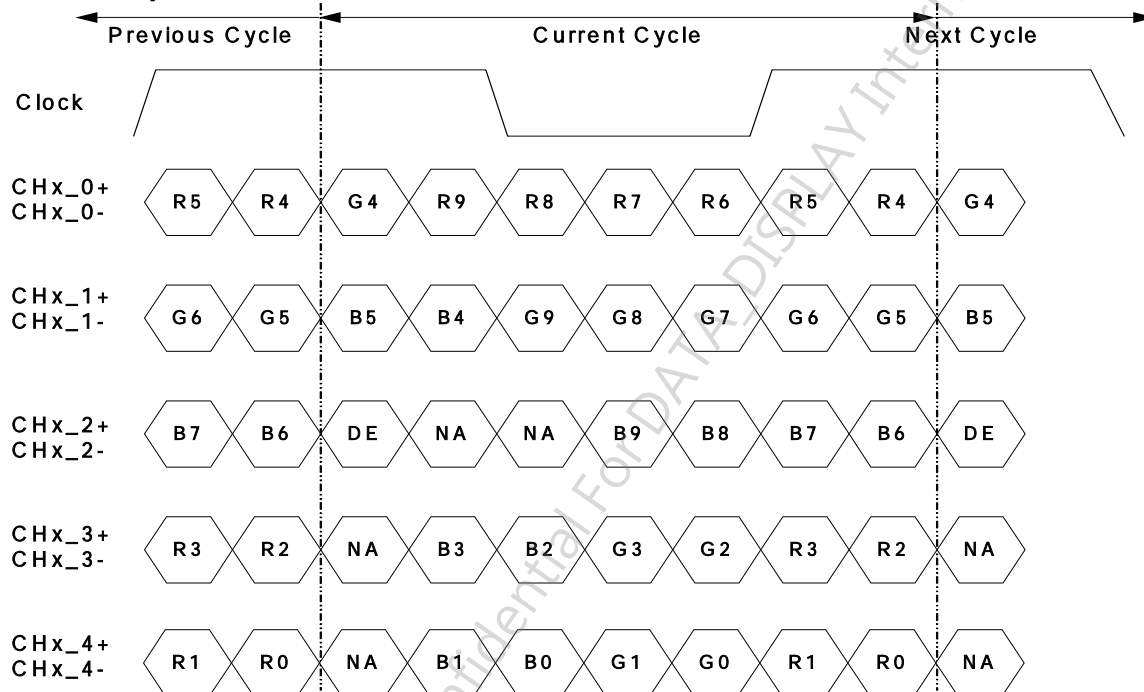 Previous Cycle Current Cycle Next Cycle
Clock
CHx_0+
CHx_0-
R5 R4 G4 R9 R8 R7 R6 R5 R4 G4
CHx_1+
CHx_1-
G6 G5 B5 B4 G9 G8 G7 G6 G5 B5
CHx_2+
CHx_2-
B7 B6 DE NA NA B9 B8 B7 B6 DE
CHx_3+
CHx_3-
R3 R2 NA B3 B2 G3 G2 R3 R2 NA
CHx_4+
CHx_4-
R1 R0 NA B1 B0 G1 G0 R1 R0 NA
For DATA_DISPLAY